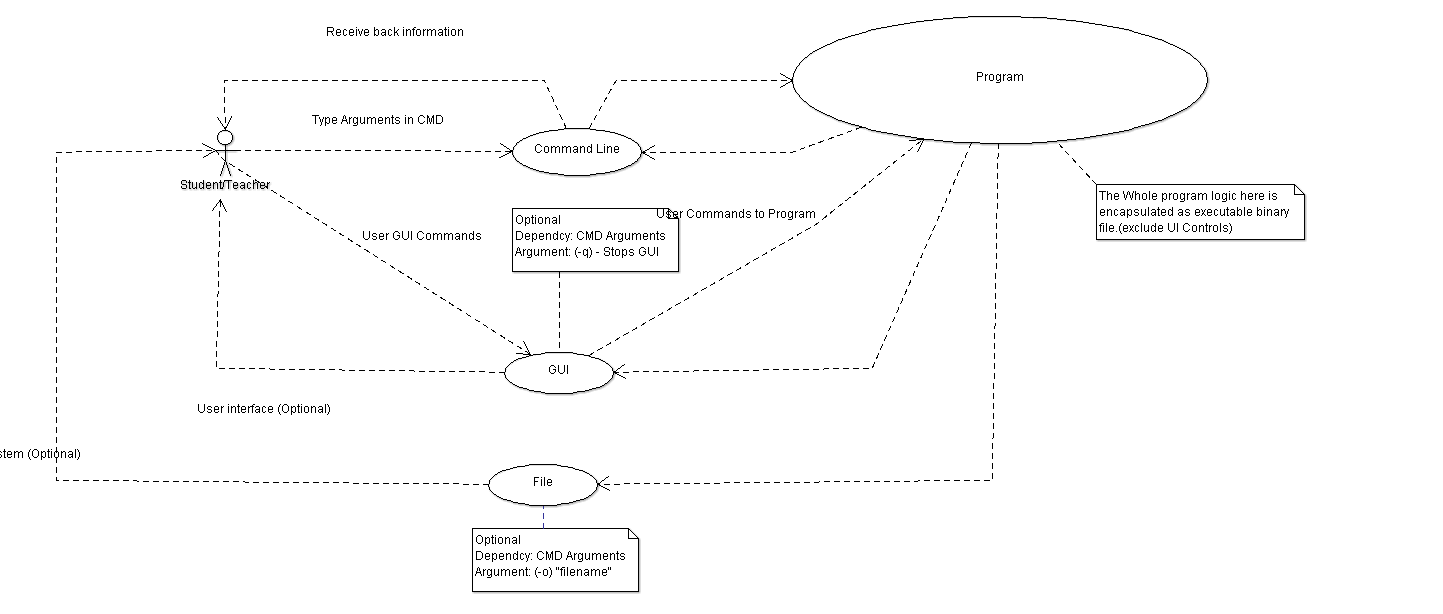 Receive back information
Program
Type Arguments in CMD
Command Line
Student/Teacher
The Whole program logic here is
encapsulated as executable binary
file.(exclude UI Controls)
User Commands to Program
Optional
Dependcy: CMD Arguments
Argument: (-q) - Stops GUI
User GUI Commands
GUI
User interface (Optional)
(Optional)
File
Optional
Dependcy: CMD Arguments
Argument: (-o) "filename"